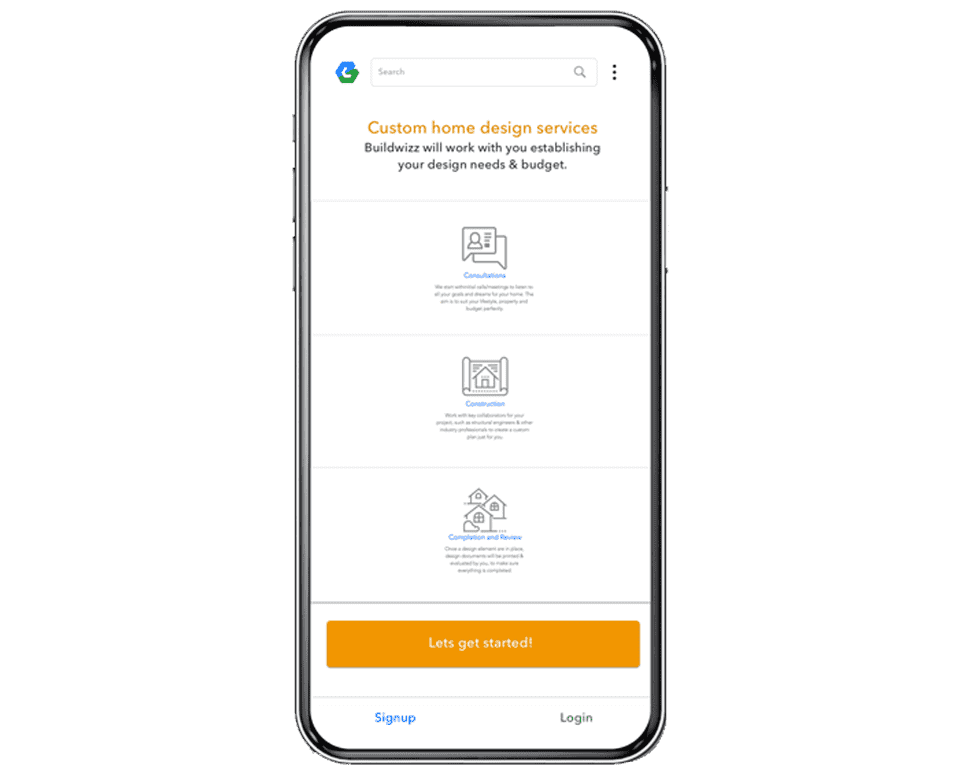 Search
Custom home design services
Buildwizz will work with you establishing
your design needs & budget.
Consultations
We start withinitial calls/meetings to listen to
all your goals and dreams for your home. The
aim is to suit your lifestyle, property and
budget perfectly.
Construction
Work with key collaborators for your
project, such as structural engineers & other
industry professionals to create a custom
plan just for you.
Completion and Review
Once a design element are in place,
design documents will be printed &
evaluated by you, to make sure
everything is completed.
Lets get started!
Signup
Login